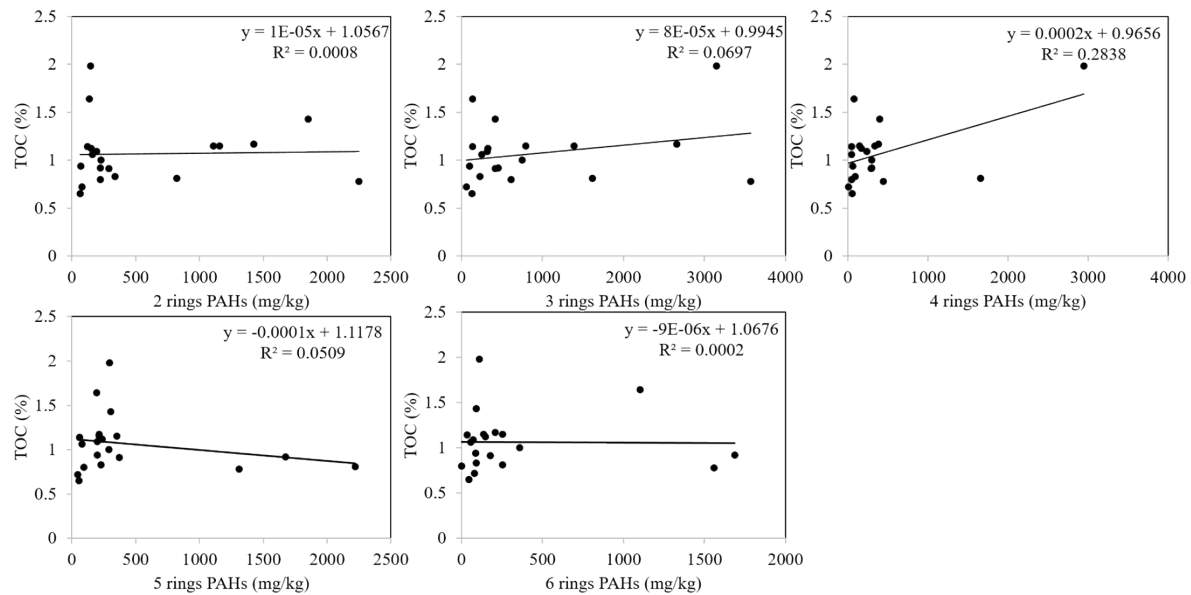 y = 1E-05x + 1.0567
R² = 0.0008
TOC (%)
2.5
2
1.5
1
0.5
0
0 500 1000 1500 2000 2500
2 rings PAHs (mg/kg)
y = 8E-05x + 0.9945
R² = 0.0697
TOC (%)
2.5
2
1.5
1
0.5
0
0 1000 2000 3000 4000
3 rings PAHs (mg/kg)
y = 0.0002x + 0.9656
R² = 0.2838
TOC (%)
2.5
2
1.5
1
0.5
0
0 1000 2000 3000 4000
4 rings PAHs (mg/kg)
y = -0.0001x + 1.1178
R² = 0.0509
TOC (%)
2.5
2
1.5
1
0.5
0
0 500 1000 1500 2000 2500
5 rings PAHs (mg/kg)
y = -9E-06x + 1.0676
R² = 0.0002
TOC (%)
2.5
2
1.5
1
0.5
0
0 500 1000 1500 2000
6 rings PAHs (mg/kg)